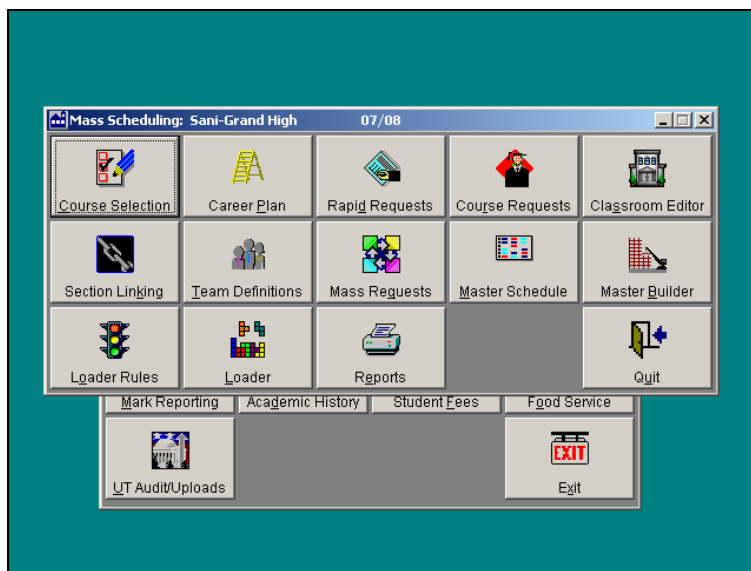 Mass Scheduling: Sani-Grand High 07/08
Course Selection Career Plan Rapid Requests Course Requests Classroom Editor
Section Linking Team Definitions Mass Requests Master Schedule Master Builder
Loader Rules Loader Reports Quit
Mark Reporting Academic History Student Fees Food Service
EXIT
UT Audit/Uploads Exit